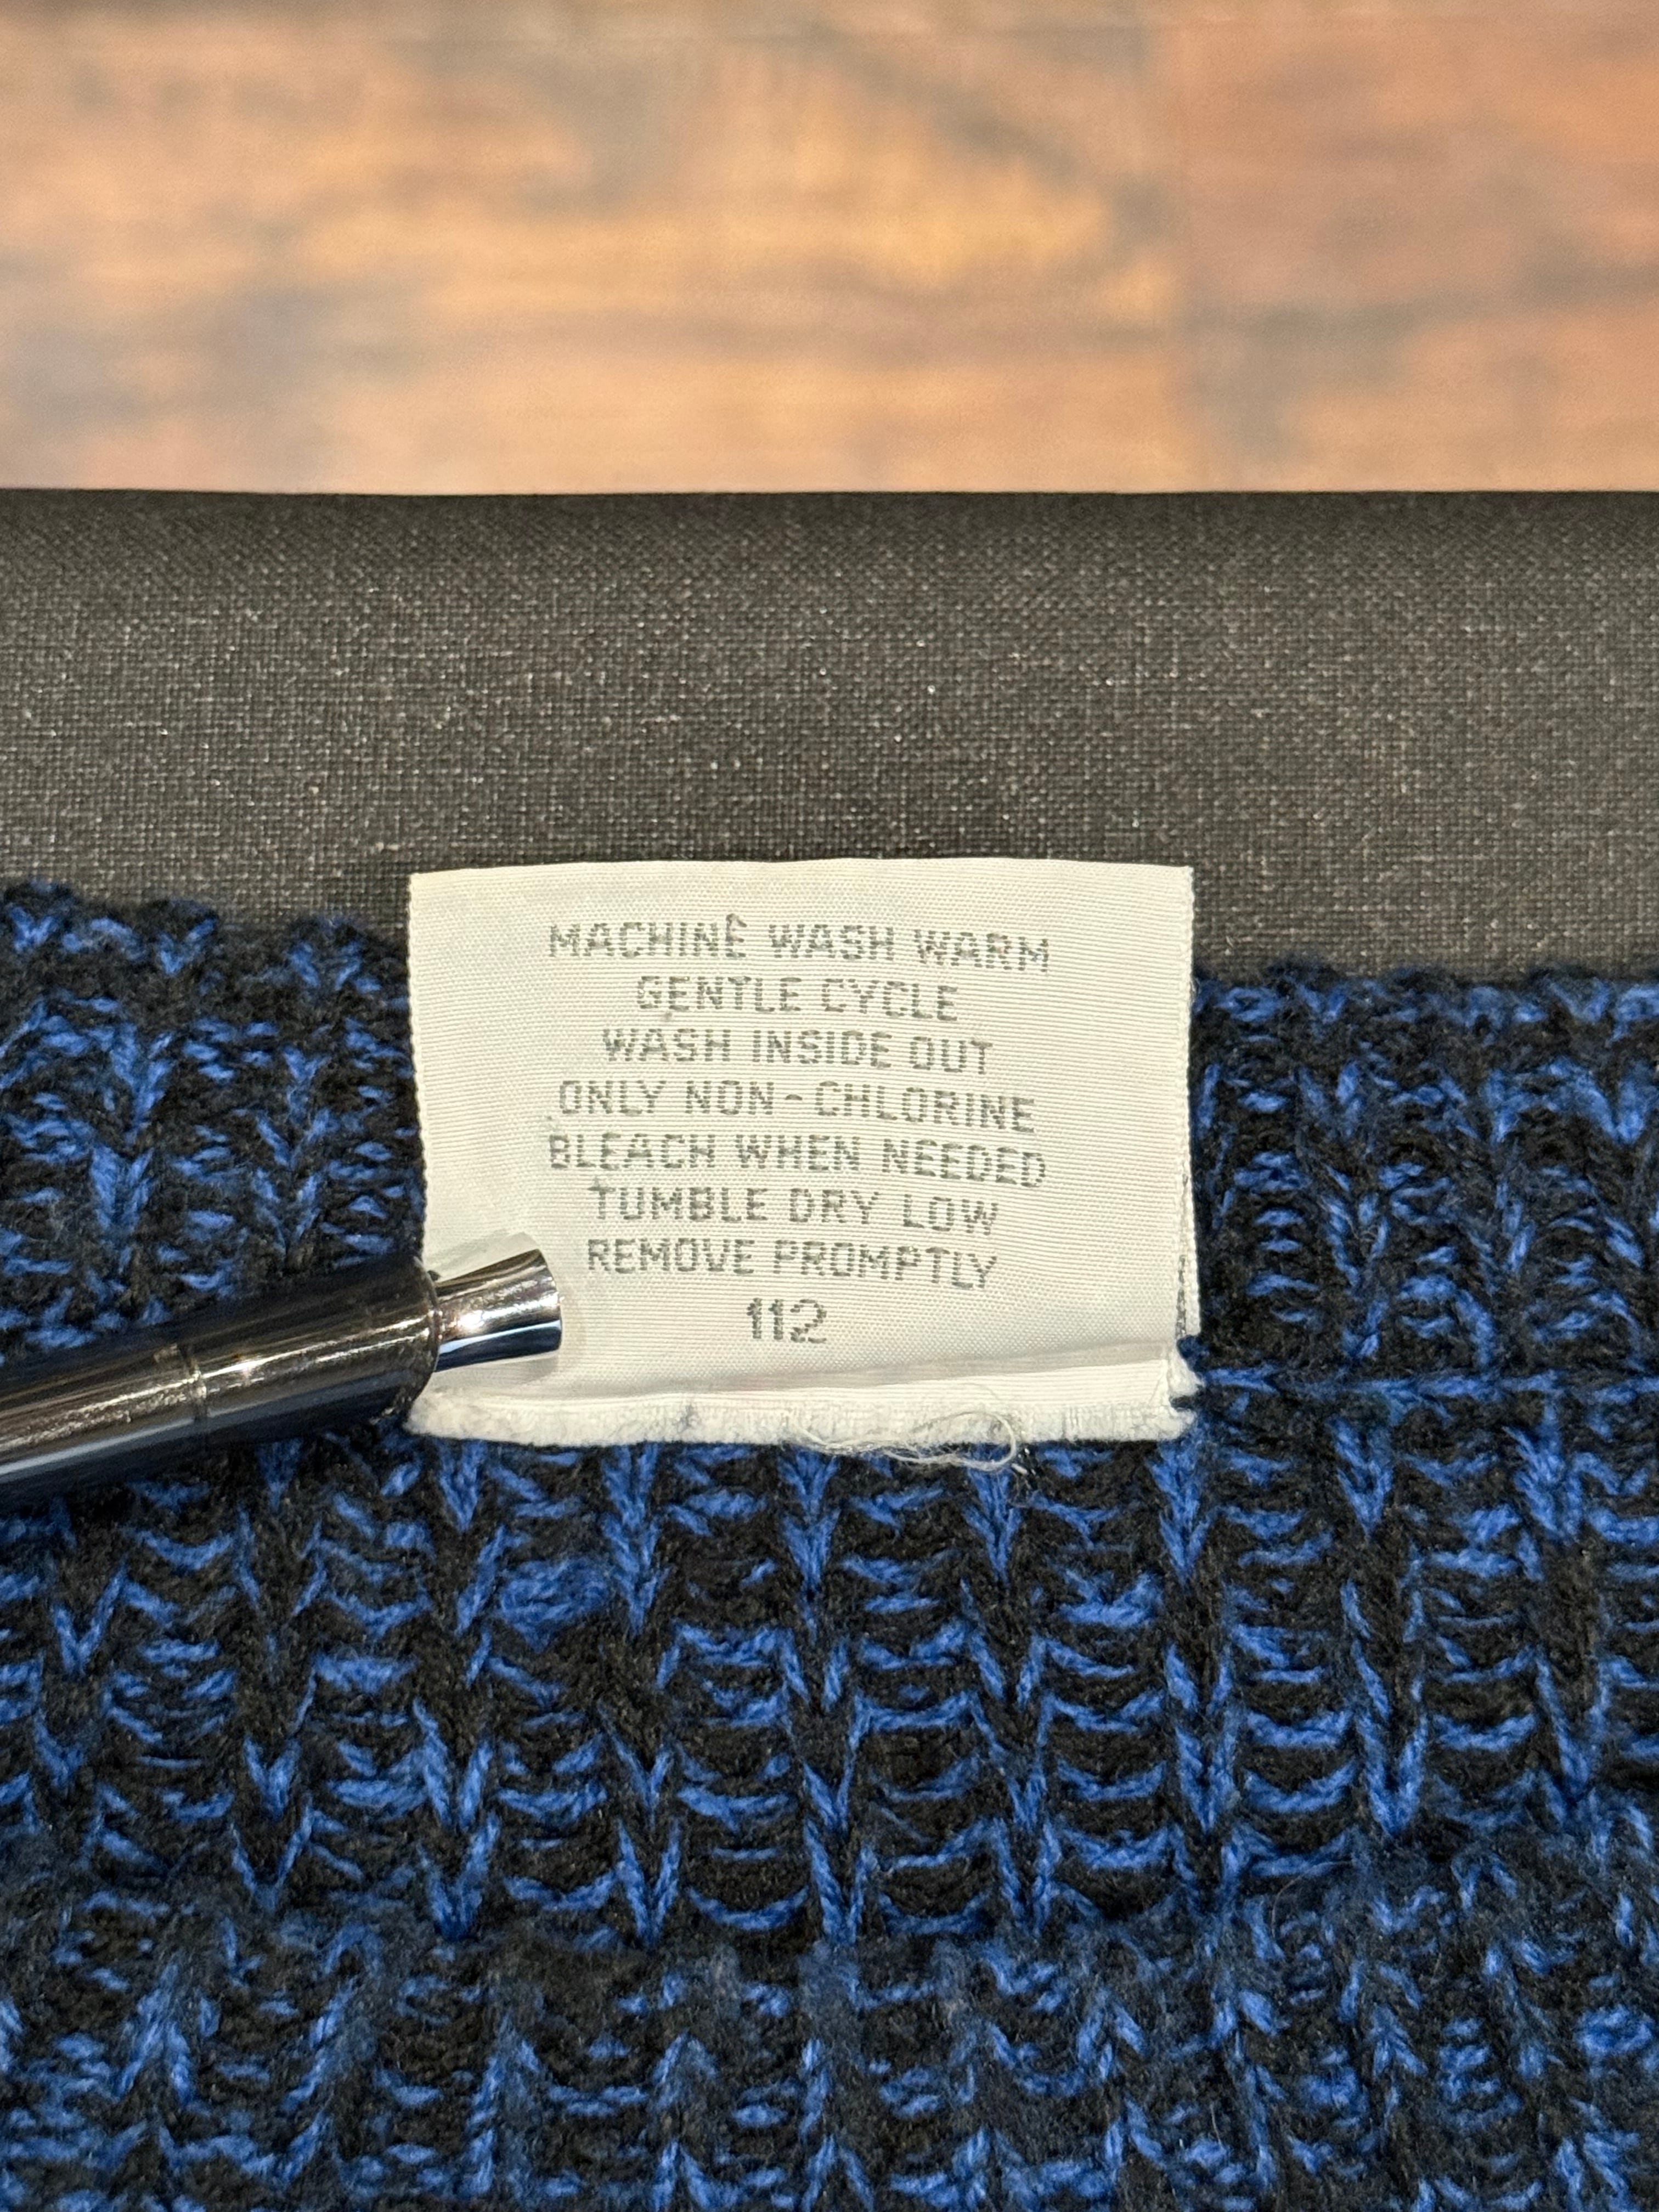 MACHINE WASH WARM
GENTLE CYCLE
WASH INSIDE OUT
ONLY NON-CHLORINE
BLEACH WHEN NEEDED
TUMBLE DRY LOW
REMOVE PROMPTLY
112